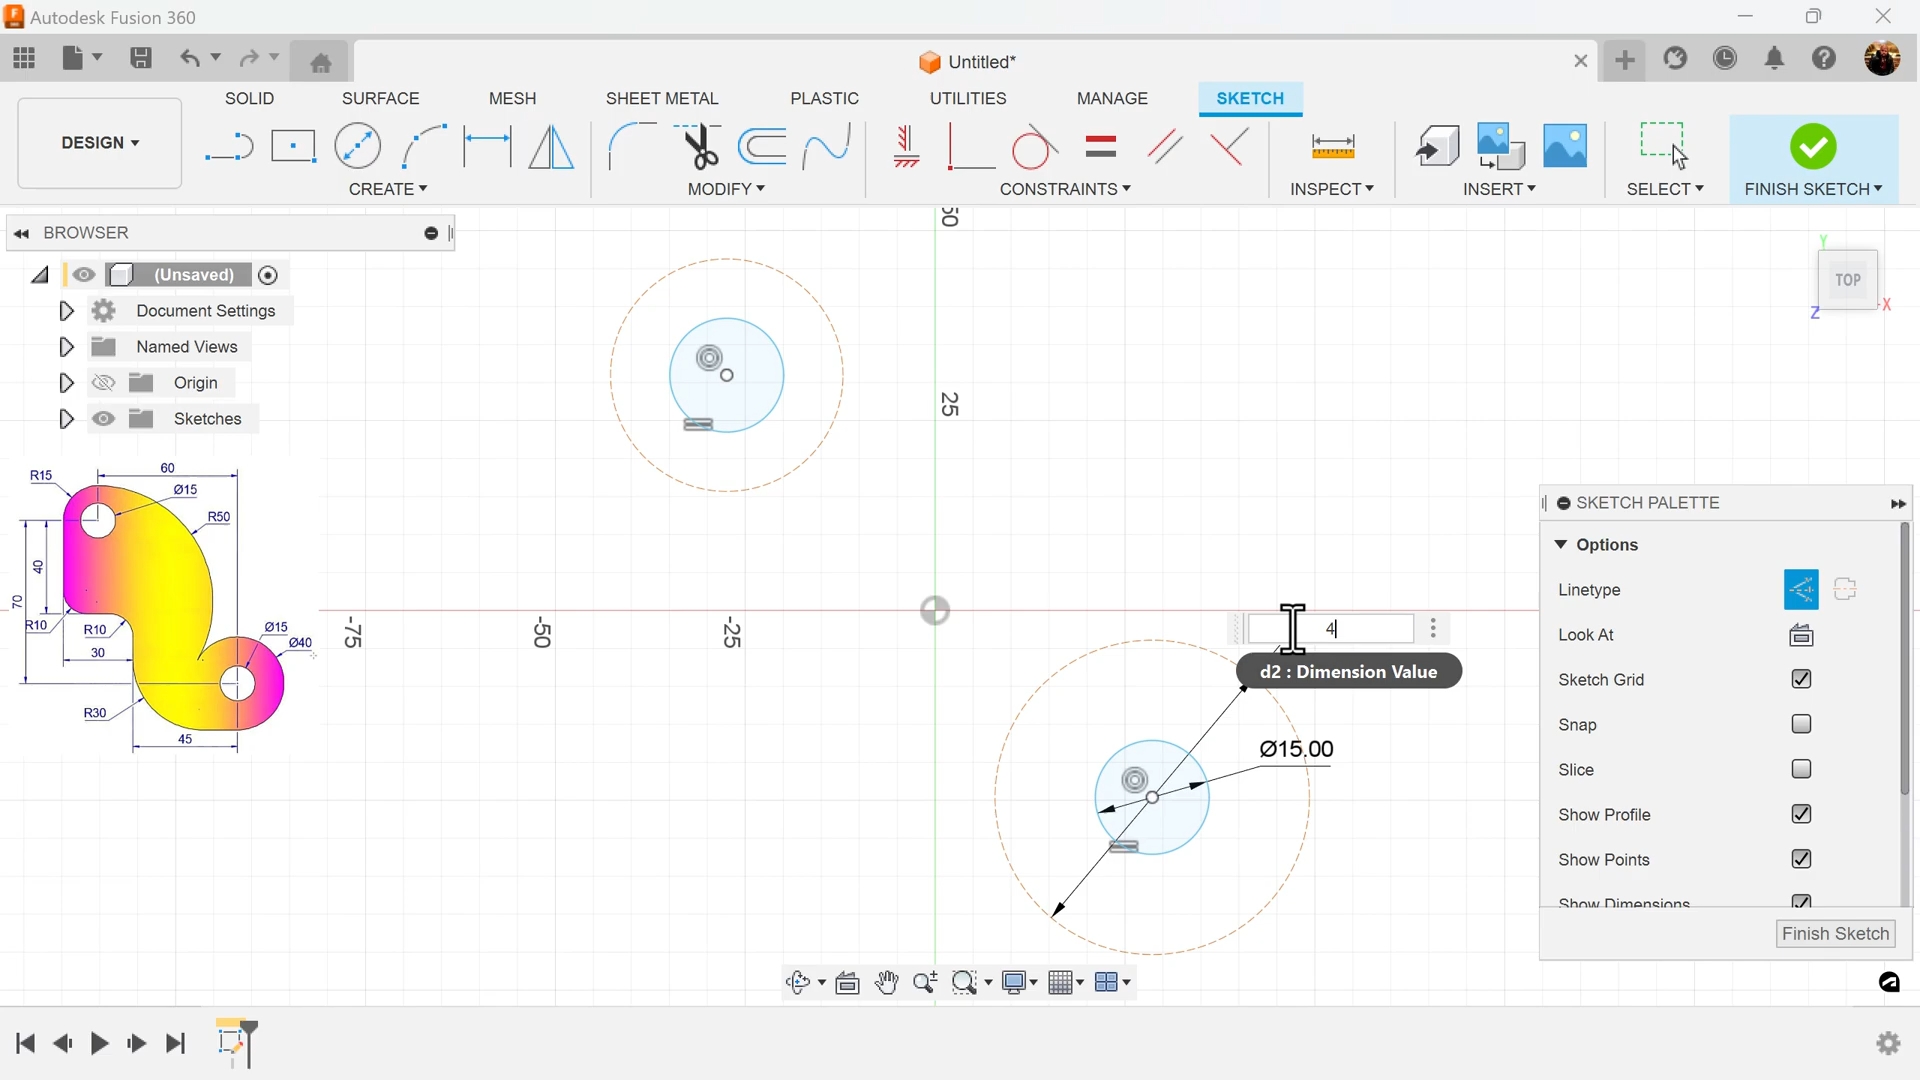 Autodesk Fusion 360
Untitled*
SOLID SURFACE MESH SHEET METAL PLASTIC UTILITIES MANAGE SKETCH
DESIGN
CREATE MODIFY CONSTRAINTS INSPECT INSERT SELECT FINISH SKETCH
BROWSER
(Unsaved)
Document Settings
Named Views
Origin
Sketches
50
25
-75
-50
-25
TOP
Y
Z
-X
4
d2 : Dimension Value
Ø15.00
60
R15
Ø15
R50
40
70
R10
R10
Ø15
Ø40
30
R30
45
SKETCH PALETTE
Options
Linetype
Look At
Sketch Grid
Snap
Slice
Show Profile
Show Points
Show Dimensions
Finish Sketch